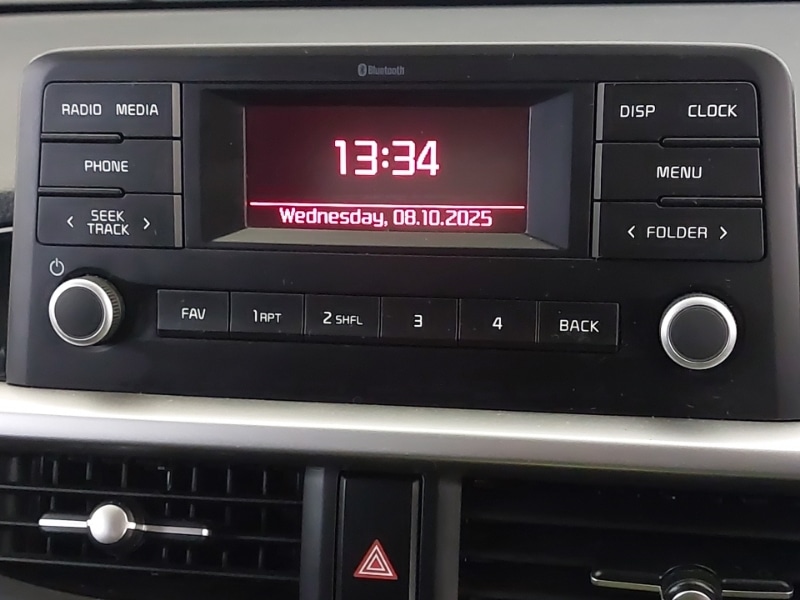 Bluetooth
RADIO MEDIA
DISP CLOCK
13:34
PHONE
MENU
Wednesday, 08.10.2025
< SEEK TRACK >
< FOLDER >
FAV
1 RPT
2 SHFL
3
4
BACK